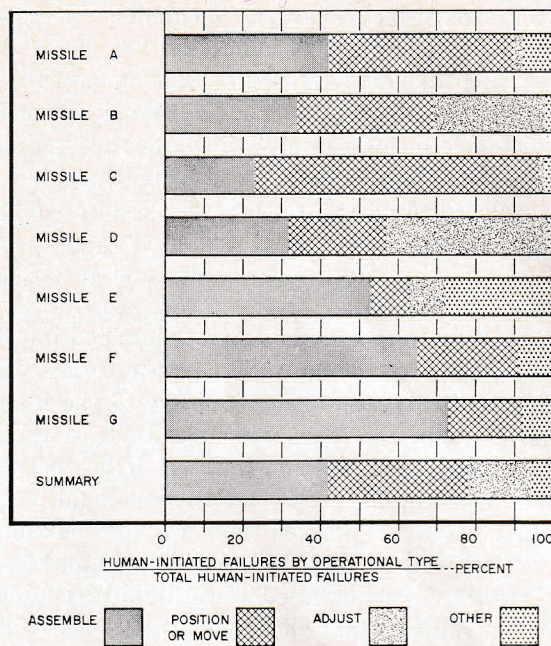 MISSILE A
MISSILE B
MISSILE C
MISSILE D
MISSILE E
MISSILE F
MISSILE G
SUMMARY
0 20 40 60 80 100
HUMAN-INITIATED FAILURES BY OPERATIONAL TYPE
TOTAL HUMAN-INITIATED FAILURES
--PERCENT
ASSEMBLE POSITION OR MOVE ADJUST OTHER